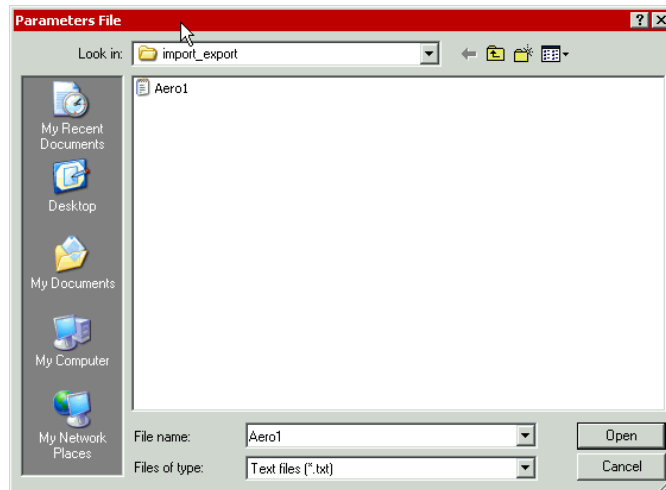 Parameters File
Look in: import_export
Aero1
My Recent
Documents
Desktop
My Documents
My Computer
My Network
Places
File name: Aero1 Open
Files of type: Text files (*.txt) Cancel